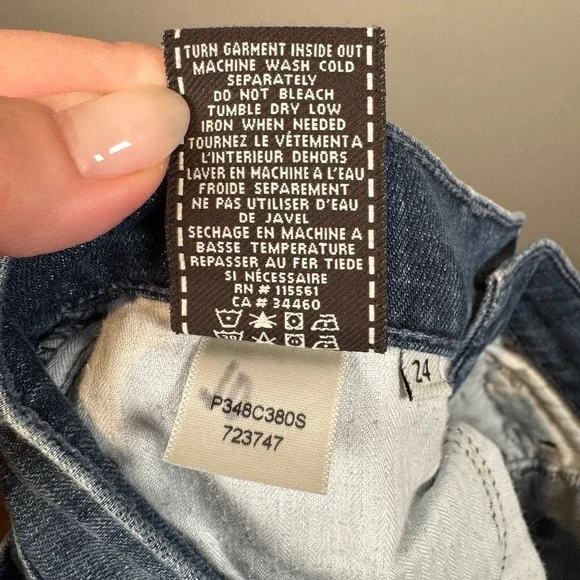 TURN GARMENT INSIDE OUT
MACHINE WASH COLD
SEPARATELY
DO NOT BLEACH
TUMBLE DRY LOW
IRON WHEN NEEDED
TOURNEZ LE VÉTEMENT A
L'INTERIEUR DEHORS
LAVER EN MACHINE A L'EAU
FROIDE SEPAREMENT
NE PAS UTILISER D'EAU
DE JAVEL
SECHAGE EN MACHINE A
BASSE TEMPERATURE
REPASSER AU FER TIEDE
SI NÉCESSAIRE
RN # 115561
CA # 34460
24
P348C380S
723747